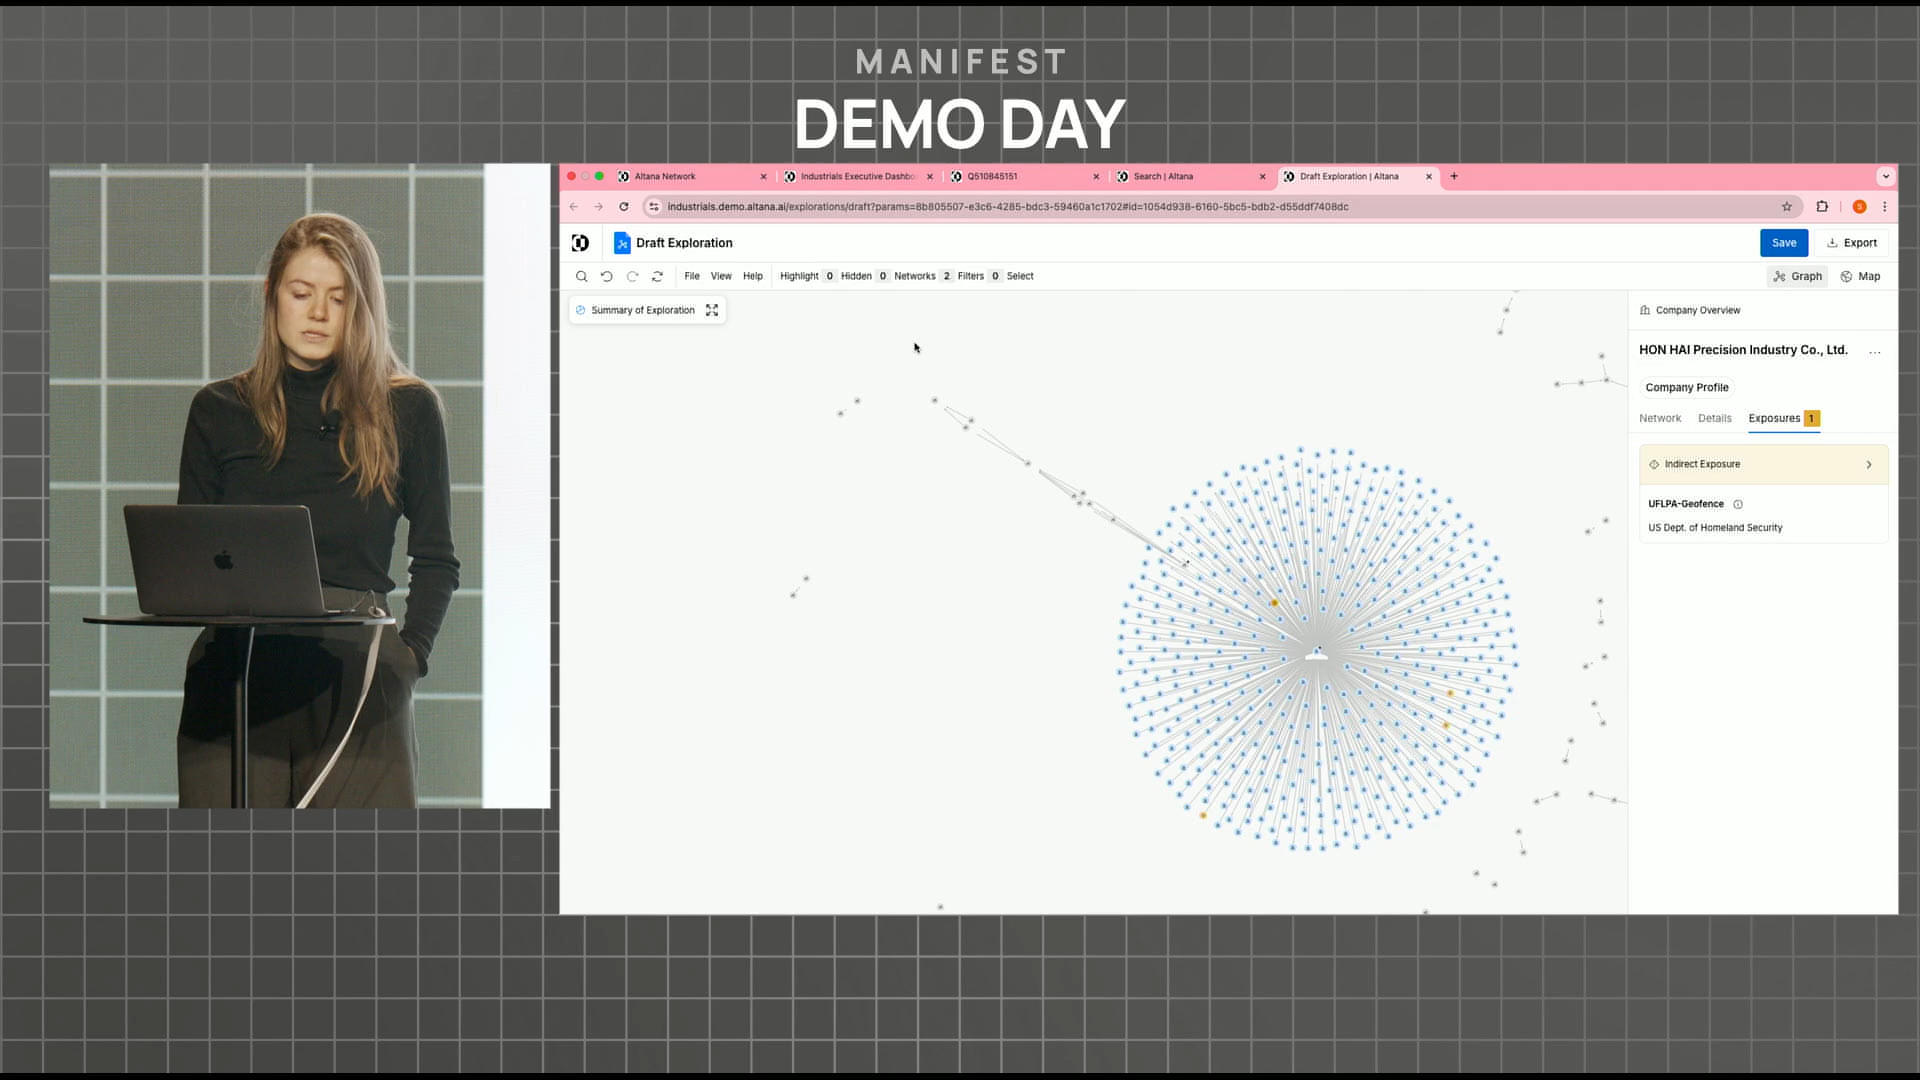 MANIFEST
DEMO DAY
Altana Network
Industrials Executive Dashbo
Q510845151
Search | Altana
Draft Exploration | Altana
industrials.demo.altana.ai/explorations/draft?params=8b805507-e3c6-4285-bdc3-59460a1c1702#id=1054d938-6160-5bc5-bdb2-d55ddf7408dc
S
Draft Exploration
Save
Export
File View Help Highlight 0 Hidden 0 Networks 2 Filters 0 Select
Graph
Map
Summary of Exploration
Company Overview
HON HAI Precision Industry Co., Ltd.
Company Profile
Network Details Exposures 1
Indirect Exposure
UFLPA-Geofence
US Dept. of Homeland Security